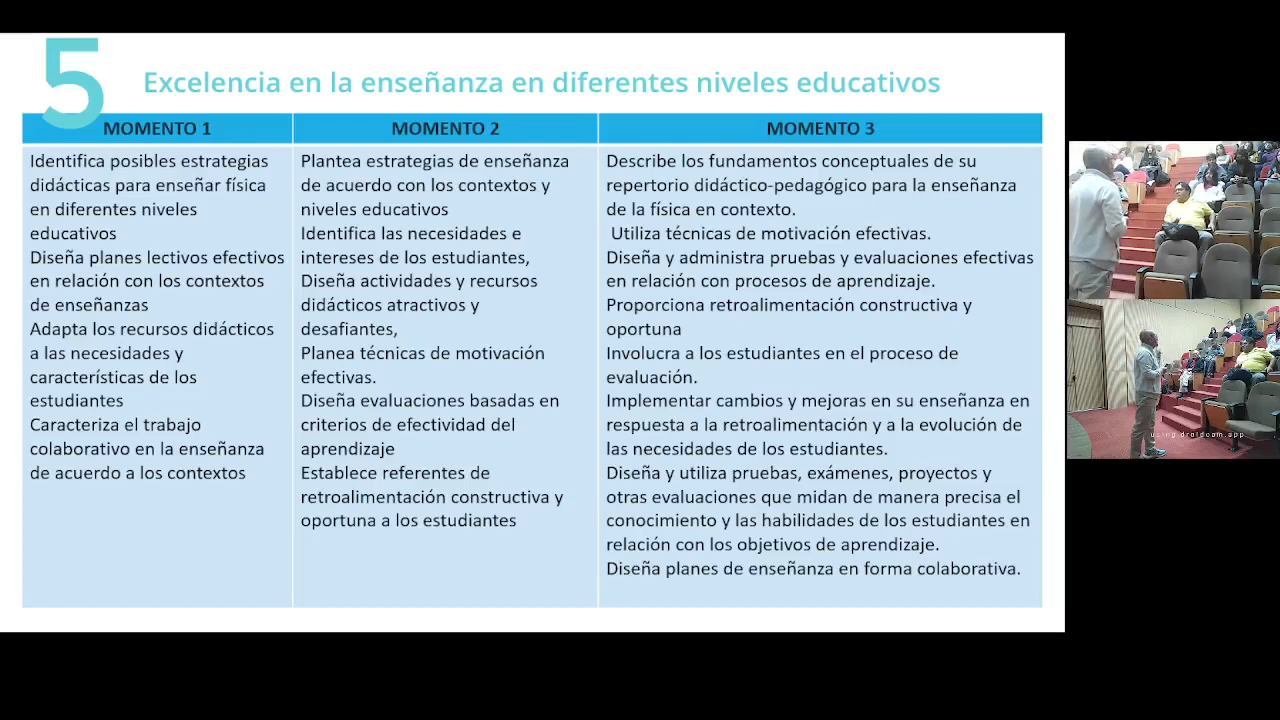 5
Excelencia en la enseñanza en diferentes niveles educativos
MOMENTO 1
Identifica posibles estrategias
didácticas para enseñar física
en diferentes niveles
educativos
Diseña planes lectivos efectivos
en relación con los contextos
de enseñanzas
Adapta los recursos didácticos
a las necesidades y
características de los
estudiantes
Caracteriza el trabajo
colaborativo en la enseñanza
de acuerdo a los contextos
MOMENTO 2
Plantea estrategias de enseñanza
de acuerdo con los contextos y
niveles educativos
Identifica las necesidades e
intereses de los estudiantes,
Diseña actividades y recursos
didácticos atractivos y
desafiantes,
Planea técnicas de motivación
efectivas.
Diseña evaluaciones basadas en
criterios de efectividad del
aprendizaje
Establece referentes de
retroalimentación constructiva y
oportuna a los estudiantes
MOMENTO 3
Describe los fundamentos conceptuales de su
repertorio didáctico-pedagógico para la enseñanza
de la física en contexto.
Utiliza técnicas de motivación efectivas.
Diseña y administra pruebas y evaluaciones efectivas
en relación con procesos de aprendizaje.
Proporciona retroalimentación constructiva y
oportuna
Involucra a los estudiantes en el proceso de
evaluación.
Implementar cambios y mejoras en su enseñanza en
respuesta a la retroalimentación y a la evolución de
las necesidades de los estudiantes.
Diseña y utiliza pruebas, exámenes, proyectos y
otras evaluaciones que midan de manera precisa el
conocimiento y las habilidades de los estudiantes en
relación con los objetivos de aprendizaje.
Diseña planes de enseñanza en forma colaborativa.
using droidcam app